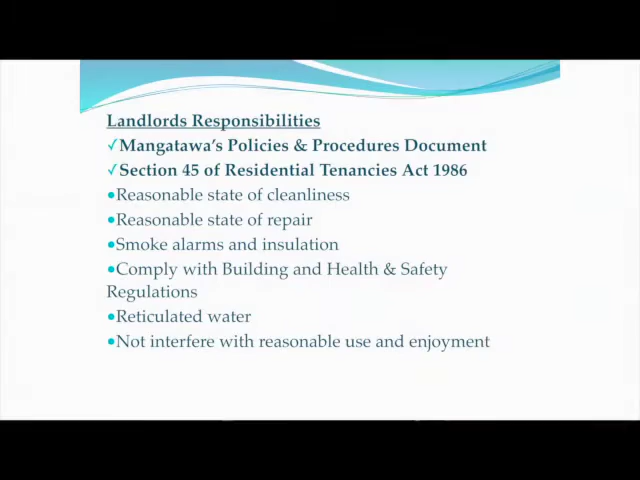 Landlords Responsibilities
✓Mangatawa's Policies & Procedures Document
✓Section 45 of Residential Tenancies Act 1986
●Reasonable state of cleanliness
●Reasonable state of repair
●Smoke alarms and insulation
●Comply with Building and Health & Safety
Regulations
●Reticulated water
●Not interfere with reasonable use and enjoyment